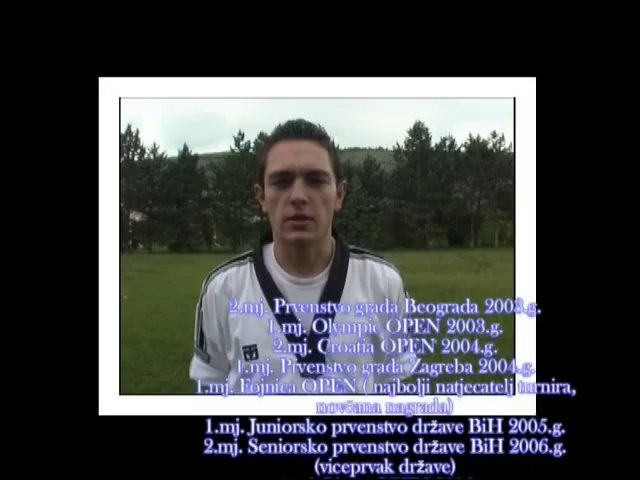 2.mj. Prvenstvo grada Beograda 2003.g.
1.mj. Olympic OPEN 2003.g.
2.mj. Croatia OPEN 2004.g.
1.mj. Prvenstvo grada Zagreba 2004.g.
1.mj. Fojnica OPEN ( najbolji natjecatelj turnira,
novčana nagrada)
1.mj. Juniorsko prvenstvo države BiH 2005.g.
2.mj. Seniorsko prvenstvo države BiH 2006.g.
(viceprvak države)